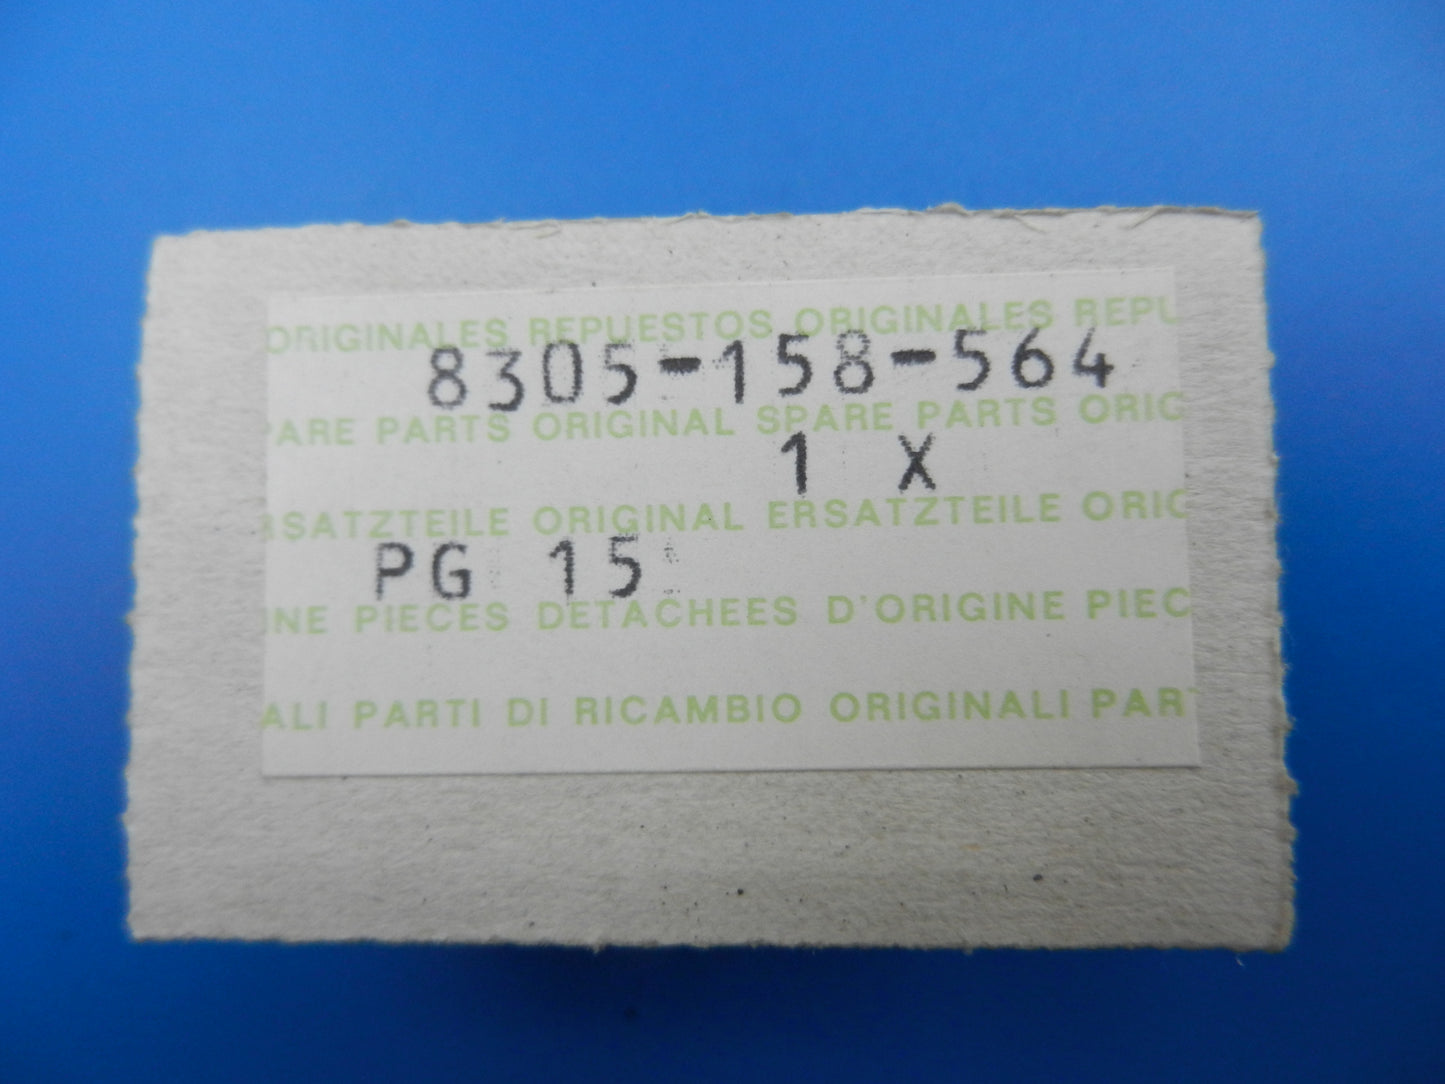 ORIGINALES REPUESTOS ORIGINALES REPU
8305-158-564
PARE PARTS ORIGINAL SPARE PARTS ORIG
1 X
RSATZTEILE ORIGINAL ERSATZTEILE ORIG
PG 15
INE PIECES DETACHEES D'ORIGINE PIEC
ALI PARTI DI RICAMBIO ORIGINALI PART